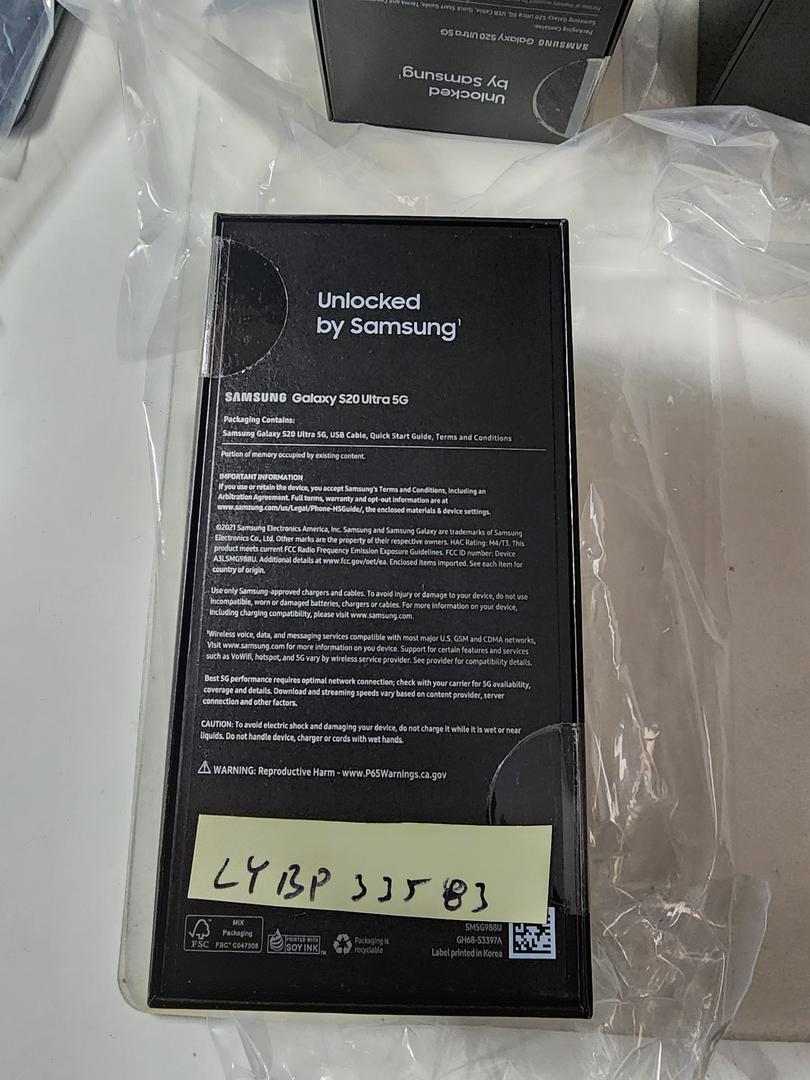 SAMSUNG Galaxy S20 Ultra 5G
Unlocked
by Samsung¹
Unlocked
by Samsung¹
SAMSUNG Galaxy S20 Ultra 5G
Packaging Contains:
Samsung Galaxy S20 Ultra 5G, USB Cable, Quick Start Guide, Terms and Conditions
Portion of memory occupied by existing content.
IMPORTANT INFORMATION
If you use or retain the device, you accept Samsung's Terms and Conditions, including an
Arbitration Agreement. Full terms, warranty and opt-out information are at
www.samsung.com/us/Legal/Phone-HSGuide/, the enclosed materials & device settings.
©2021 Samsung Electronics America, Inc. Samsung and Samsung Galaxy are trademarks of Samsung
Electronics Co., Ltd. Other marks are the property of their respective owners. HAC Rating: M4/T3. This
product meets current FCC Radio Frequency Emission Exposure Guidelines. FCC ID number: Device
A3LSMG988U. Additional details at www.fcc.gov/oet/ea. Enclosed items imported. See each item for
country of origin.
Use only Samsung-approved chargers and cables. To avoid injury or damage to your device, do not use
incompatible, worn or damaged batteries, chargers or cables. For more information on your device,
including charging compatibility, please visit www.samsung.com.
¹Wireless voice, data, and messaging services compatible with most major U.S. GSM and CDMA networks,
Visit www.samsung.com for more information on you device. Support for certain features and services
such as VoWifi, hotspot, and 5G vary by wireless service provider. See provider for compatibility details.
Best 5G performance requires optimal network connection; check with your carrier for 5G availability,
coverage and details. Download and streaming speeds vary based on content provider, server
connection and other factors.
CAUTION: To avoid electric shock and damaging your device, do not charge it while it is wet or near
liquids. Do not handle device, charger or cords with wet hands.
WARNING: Reproductive Harm - www.P65Warnings.ca.gov
LYBP 335 83
FSC
MIX
Packaging
FSC® C047305
PRINTED WITH
SOY INK™
Packaging is
recyclable
SM5G988U
GH68-53397A
Label printed in Korea